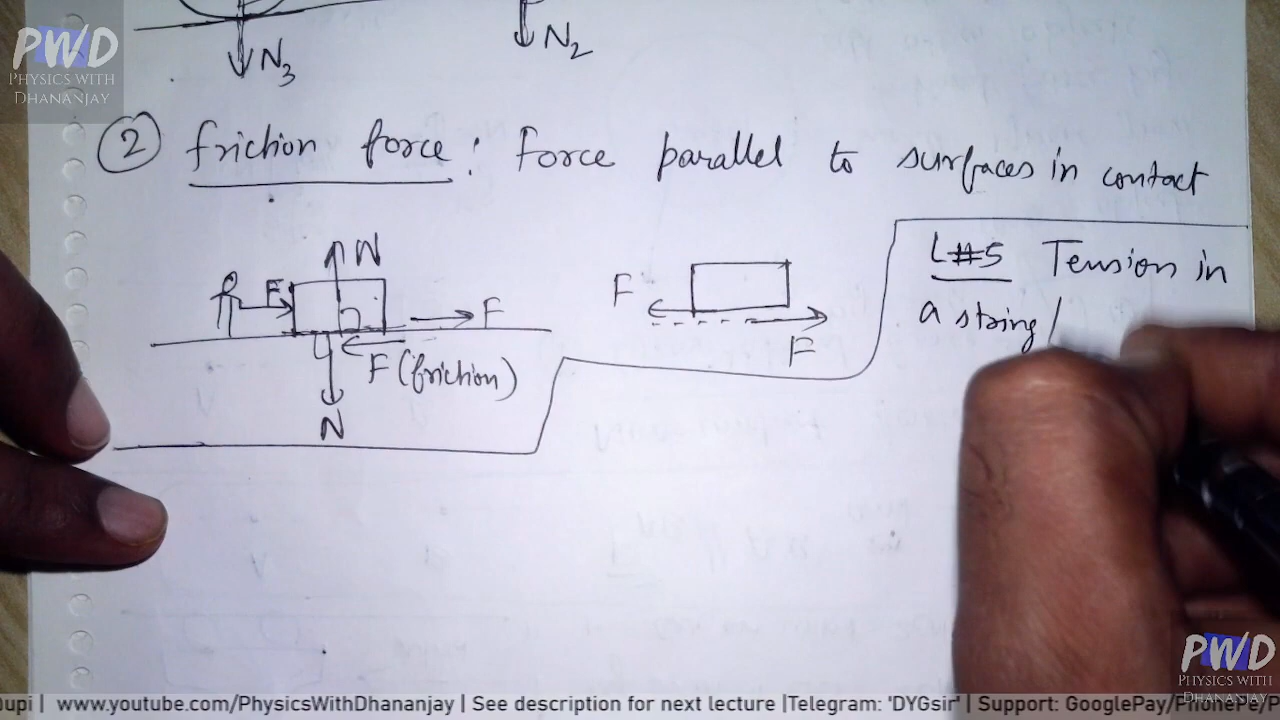 PWD
PHYSICS WITH
DHANANJAY
N3
N2
2 friction force: Force parallel to surfaces in contact
N
F
F
F (friction)
N
F
F
L#5 Tension in
a string/
PWD
PHYSICS WITH
DHANANJAY
| www.youtube.com/PhysicsWithDhananjay | See description for next lecture |Telegram: 'DYGsir' | Support: GooglePay/PhonePe/